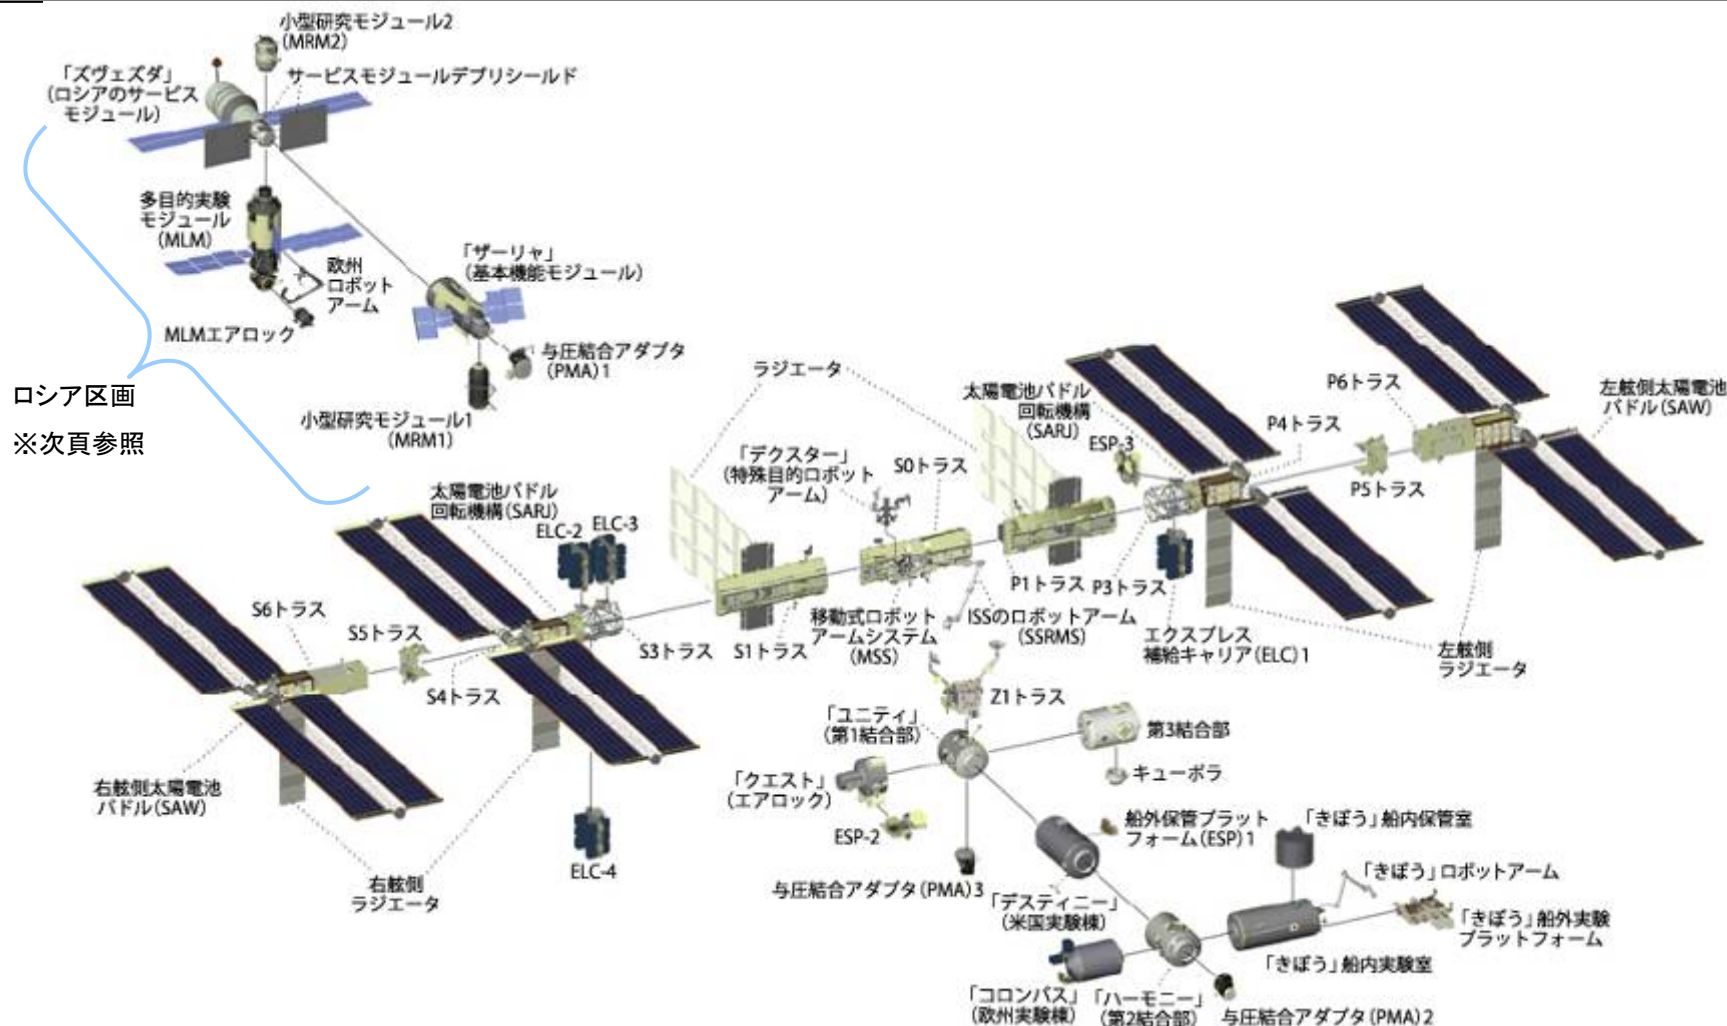 小型研究モジュール2
(MRM2)
「ズヴェズダ」
(ロシアのサービス
モジュール)
サービスモジュールデブリシールド
多目的実験
モジュール
(MLM)
欧州
ロボット
アーム
MLMエアロック
「ザーリャ」
(基本機能モジュール)
与圧結合アダプタ
(PMA)1
小型研究モジュール1
(MRM1)
ロシア区画
※次頁参照
ラジエータ
太陽電池パドル
回転機構
(SARJ)
ESP-3
P6トラス
左舷側太陽電池
パドル(SAW)
P4トラス
P5トラス
「デクスター」
(特殊目的ロボット
アーム)
S0トラス
太陽電池パドル
回転機構(SARJ)
ELC-2
ELC-3
P1トラス
P3トラス
S6トラス
S5トラス
S4トラス
S3トラス
S1トラス
移動式ロボット
アームシステム
(MSS)
ISSのロボットアーム
(SSRMS)
エクスプレス
補給キャリア(ELC)1
左舷側
ラジエータ
Z1トラス
「ユニティ」
(第1結合部)
第3結合部
キューポラ
「クエスト」
(エアロック)
ESP-2
右舷側太陽電池
パドル(SAW)
右舷側
ラジエータ
ELC-4
与圧結合アダプタ(PMA)3
船外保管プラット
フォーム(ESP)1
「きぼう」船内保管室
「きぼう」ロボットアーム
「デスティニー」
(米国実験棟)
「きぼう」船外実験
プラットフォーム
「きぼう」船内実験室
「コロンバス」
(欧州実験棟)
「ハーモニー」
(第2結合部)
与圧結合アダプタ(PMA)2